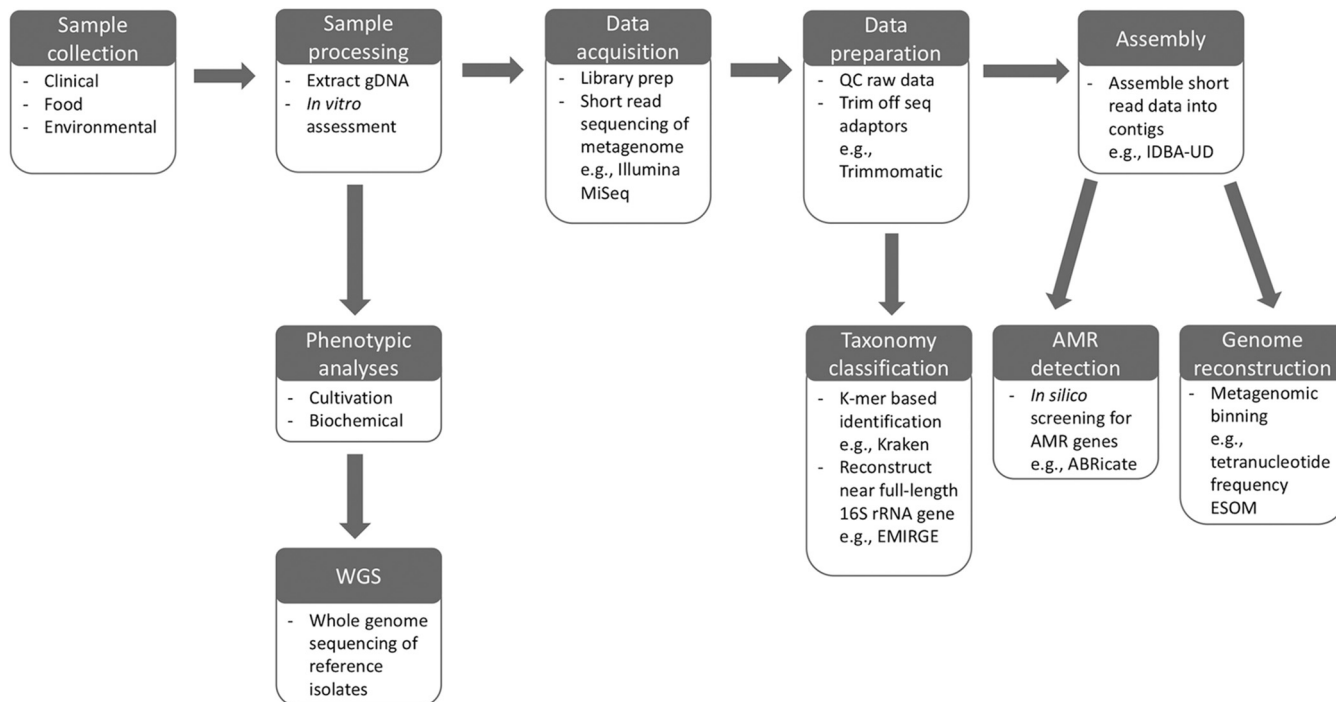 Sample
collection
- Clinical
- Food
- Environmental
Sample
processing
- Extract gDNA
- In vitro
assessment
Data
acquisition
- Library prep
- Short read
sequencing of
metagenome
e.g., Illumina
MiSeq
Data
preparation
- QC raw data
- Trim off seq
adaptors
e.g.,
Trimmomatic
Assembly
- Assemble short
read data into
contigs
e.g., IDBA-UD
Phenotypic
analyses
- Cultivation
- Biochemical
Taxonomy
classification
- K-mer based
identification
e.g., Kraken
- Reconstruct
near full-length
16S rRNA gene
e.g., EMIRGE
AMR
detection
- In silico
screening for
AMR genes
e.g., ABRicate
Genome
reconstruction
- Metagenomic
binning
e.g.,
tetranucleotide
frequency
ESOM
WGS
- Whole genome
sequencing of
reference
isolates